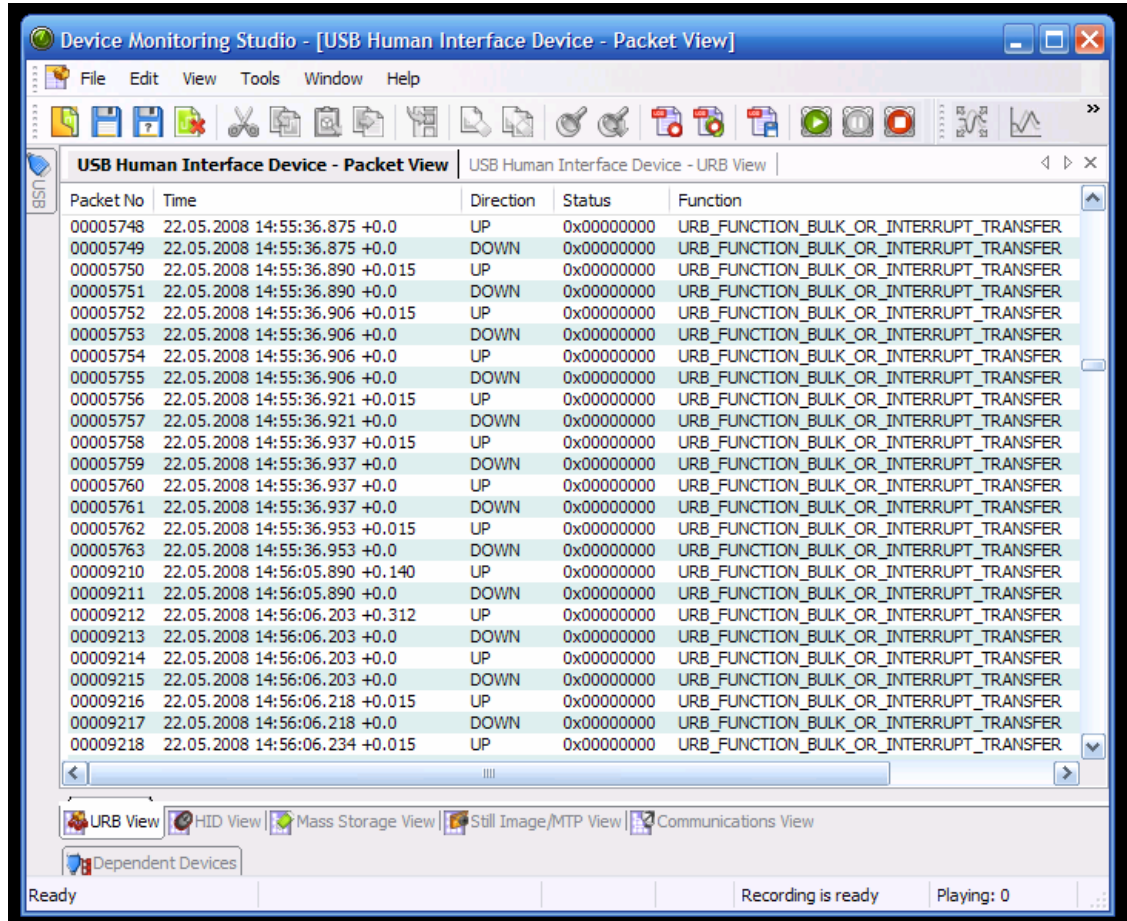 Device Monitoring Studio - [USB Human Interface Device - Packet View]
File Edit View Tools Window Help
USB Human Interface Device - Packet View USB Human Interface Device - URB View
USB
Packet No Time Direction Status Function
00005748 22.05.2008 14:55:36.875 +0.0 UP 0x00000000 URB_FUNCTION_BULK_OR_INTERRUPT_TRANSFER
00005749 22.05.2008 14:55:36.875 +0.0 DOWN 0x00000000 URB_FUNCTION_BULK_OR_INTERRUPT_TRANSFER
00005750 22.05.2008 14:55:36.890 +0.015 UP 0x00000000 URB_FUNCTION_BULK_OR_INTERRUPT_TRANSFER
00005751 22.05.2008 14:55:36.890 +0.0 DOWN 0x00000000 URB_FUNCTION_BULK_OR_INTERRUPT_TRANSFER
00005752 22.05.2008 14:55:36.906 +0.015 UP 0x00000000 URB_FUNCTION_BULK_OR_INTERRUPT_TRANSFER
00005753 22.05.2008 14:55:36.906 +0.0 DOWN 0x00000000 URB_FUNCTION_BULK_OR_INTERRUPT_TRANSFER
00005754 22.05.2008 14:55:36.906 +0.0 UP 0x00000000 URB_FUNCTION_BULK_OR_INTERRUPT_TRANSFER
00005755 22.05.2008 14:55:36.906 +0.0 DOWN 0x00000000 URB_FUNCTION_BULK_OR_INTERRUPT_TRANSFER
00005756 22.05.2008 14:55:36.921 +0.015 UP 0x00000000 URB_FUNCTION_BULK_OR_INTERRUPT_TRANSFER
00005757 22.05.2008 14:55:36.921 +0.0 DOWN 0x00000000 URB_FUNCTION_BULK_OR_INTERRUPT_TRANSFER
00005758 22.05.2008 14:55:36.937 +0.015 UP 0x00000000 URB_FUNCTION_BULK_OR_INTERRUPT_TRANSFER
00005759 22.05.2008 14:55:36.937 +0.0 DOWN 0x00000000 URB_FUNCTION_BULK_OR_INTERRUPT_TRANSFER
00005760 22.05.2008 14:55:36.937 +0.0 UP 0x00000000 URB_FUNCTION_BULK_OR_INTERRUPT_TRANSFER
00005761 22.05.2008 14:55:36.937 +0.0 DOWN 0x00000000 URB_FUNCTION_BULK_OR_INTERRUPT_TRANSFER
00005762 22.05.2008 14:55:36.953 +0.015 UP 0x00000000 URB_FUNCTION_BULK_OR_INTERRUPT_TRANSFER
00005763 22.05.2008 14:55:36.953 +0.0 DOWN 0x00000000 URB_FUNCTION_BULK_OR_INTERRUPT_TRANSFER
00009210 22.05.2008 14:56:05.890 +0.140 UP 0x00000000 URB_FUNCTION_BULK_OR_INTERRUPT_TRANSFER
00009211 22.05.2008 14:56:05.890 +0.0 DOWN 0x00000000 URB_FUNCTION_BULK_OR_INTERRUPT_TRANSFER
00009212 22.05.2008 14:56:06.203 +0.312 UP 0x00000000 URB_FUNCTION_BULK_OR_INTERRUPT_TRANSFER
00009213 22.05.2008 14:56:06.203 +0.0 DOWN 0x00000000 URB_FUNCTION_BULK_OR_INTERRUPT_TRANSFER
00009214 22.05.2008 14:56:06.203 +0.0 UP 0x00000000 URB_FUNCTION_BULK_OR_INTERRUPT_TRANSFER
00009215 22.05.2008 14:56:06.203 +0.0 DOWN 0x00000000 URB_FUNCTION_BULK_OR_INTERRUPT_TRANSFER
00009216 22.05.2008 14:56:06.218 +0.015 UP 0x00000000 URB_FUNCTION_BULK_OR_INTERRUPT_TRANSFER
00009217 22.05.2008 14:56:06.218 +0.0 DOWN 0x00000000 URB_FUNCTION_BULK_OR_INTERRUPT_TRANSFER
00009218 22.05.2008 14:56:06.234 +0.015 UP 0x00000000 URB_FUNCTION_BULK_OR_INTERRUPT_TRANSFER
URB View HID View Mass Storage View Still Image/MTP View Communications View
Dependent Devices
Ready Recording is ready Playing: 0